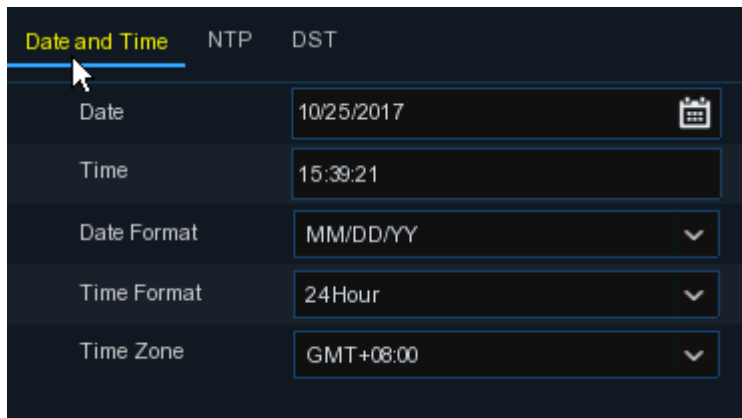 Date and Time NTP DST
Date 10/25/2017
Time 15:39:21
Date Format MM/DD/YY
Time Format 24Hour
Time Zone GMT+08:00